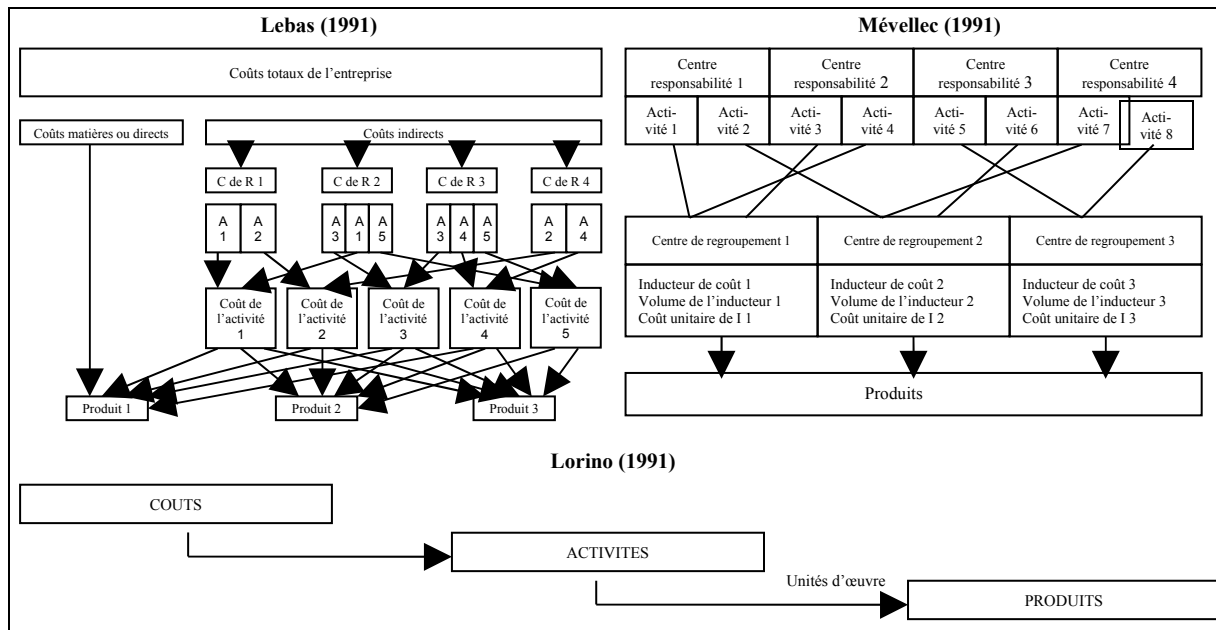 Lebas (1991)
Coûts totaux de l'entreprise
Coûts matières ou directs
Coûts indirects
C de R 1
C de R 2
C de R 3
C de R 4
A
1
A
2
A
3
A
1
A
5
A
3
A
4
A
5
A
2
A
4
Coût de
l'activité
1
Coût de
l'activité
2
Coût de
l'activité
3
Coût de
l'activité
4
Coût de
l'activité
5
Produit 1
Produit 2
Produit 3
Mévellec (1991)
Centre
responsabilité 1
Centre
responsabilité 2
Centre
responsabilité 3
Centre
responsabilité 4
Acti-
vité 1
Acti-
vité 2
Acti-
vité 3
Acti-
vité 4
Acti-
vité 5
Acti-
vité 6
Acti-
vité 7
Acti-
vité 8
Centre de regroupement 1
Centre de regroupement 2
Centre de regroupement 3
Inducteur de coût 1
Volume de l'inducteur 1
Coût unitaire de I 1
Inducteur de coût 2
Volume de l'inducteur 2
Coût unitaire de I 2
Inducteur de coût 3
Volume de l'inducteur 3
Coût unitaire de I 3
Produits
Lorino (1991)
COUTS
ACTIVITES
Unités d'œuvre
PRODUITS